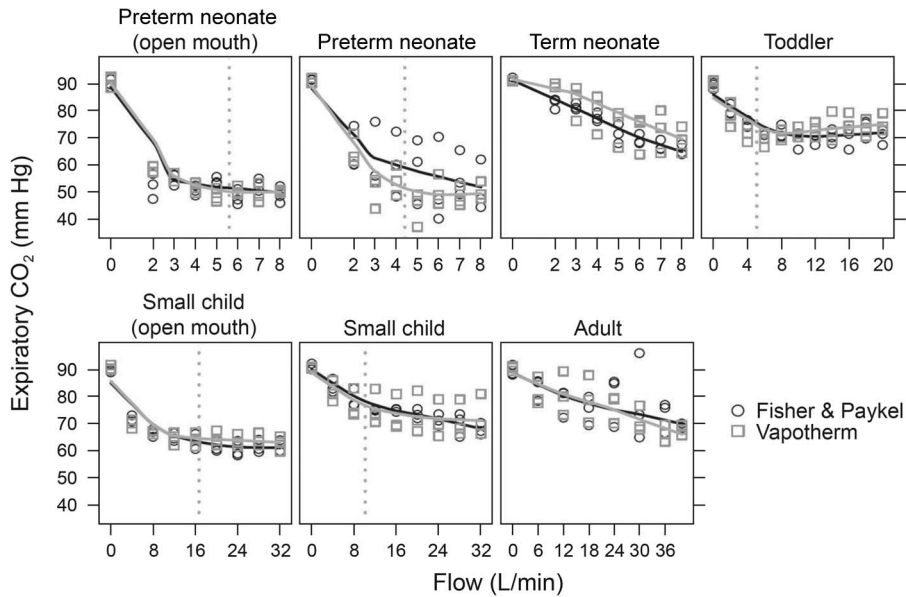 Preterm neonate
(open mouth)
Preterm neonate
Term neonate
Toddler
90
80
70
60
50
40
0 2 3 4 5 6 7 8
0 2 3 4 5 6 7 8
0 2 3 4 5 6 7 8
0 4 8 12 16 20
Small child
(open mouth)
Small child
Adult
90
80
70
60
50
40
0 8 16 24 32
0 8 16 24 32
0 6 12 18 24 30 36
Expiratory CO₂ (mm Hg)
Flow (L/min)
Fisher & Paykel
Vapotherm